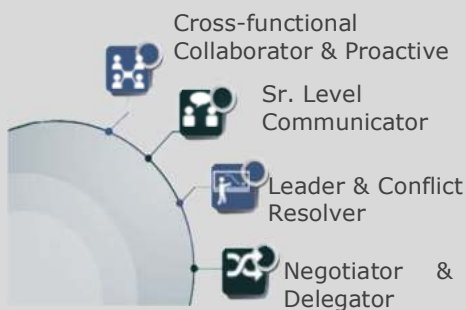 Cross-functional
Collaborator & Proactive
Sr. Level
Communicator
Leader & Conflict
Resolver
Negotiator &
Delegator